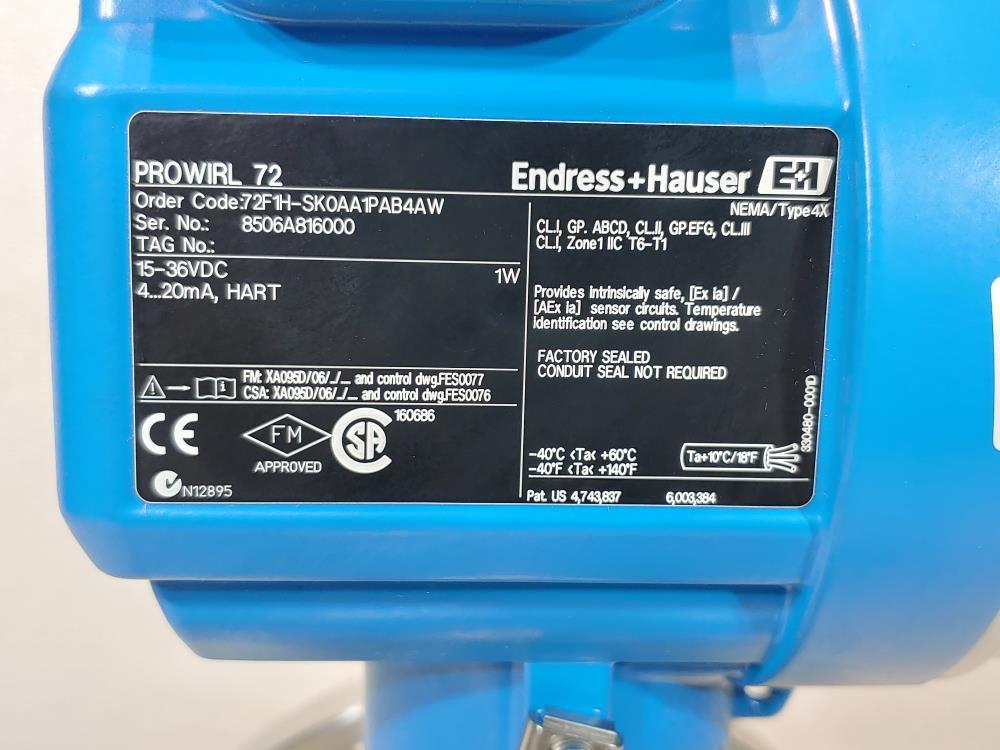 PROWIRL 72
Endress+Hauser E+H
Order Code:72F1H-SK0AA1PAB4AW
Ser. No.: 8506A816000
TAG No.:
15-36VDC 1W
4...20mA, HART
FM: XA095D/06/_/_ and control dwg.FES0077
CSA: XA095D/06/_/_ and control dwg.FES0076
CE
FM
APPROVED
SA
160686
N12895
NEMA/Type4X
CL.I, GP. ABCD, CL.II, GP.EFG, CL.III
CL.I, Zone1 IIC T6-T1
Provides intrinsically safe, [Ex ia] /
[AEx ia] sensor circuits. Temperature
identification see control drawings.
FACTORY SEALED
CONDUIT SEAL NOT REQUIRED
-40°C <Ta< +60°C
-40°F <Ta< +140°F
Ta+10°C/18°F
Pat. US 4,743,837 6,003,384
330480-0001D